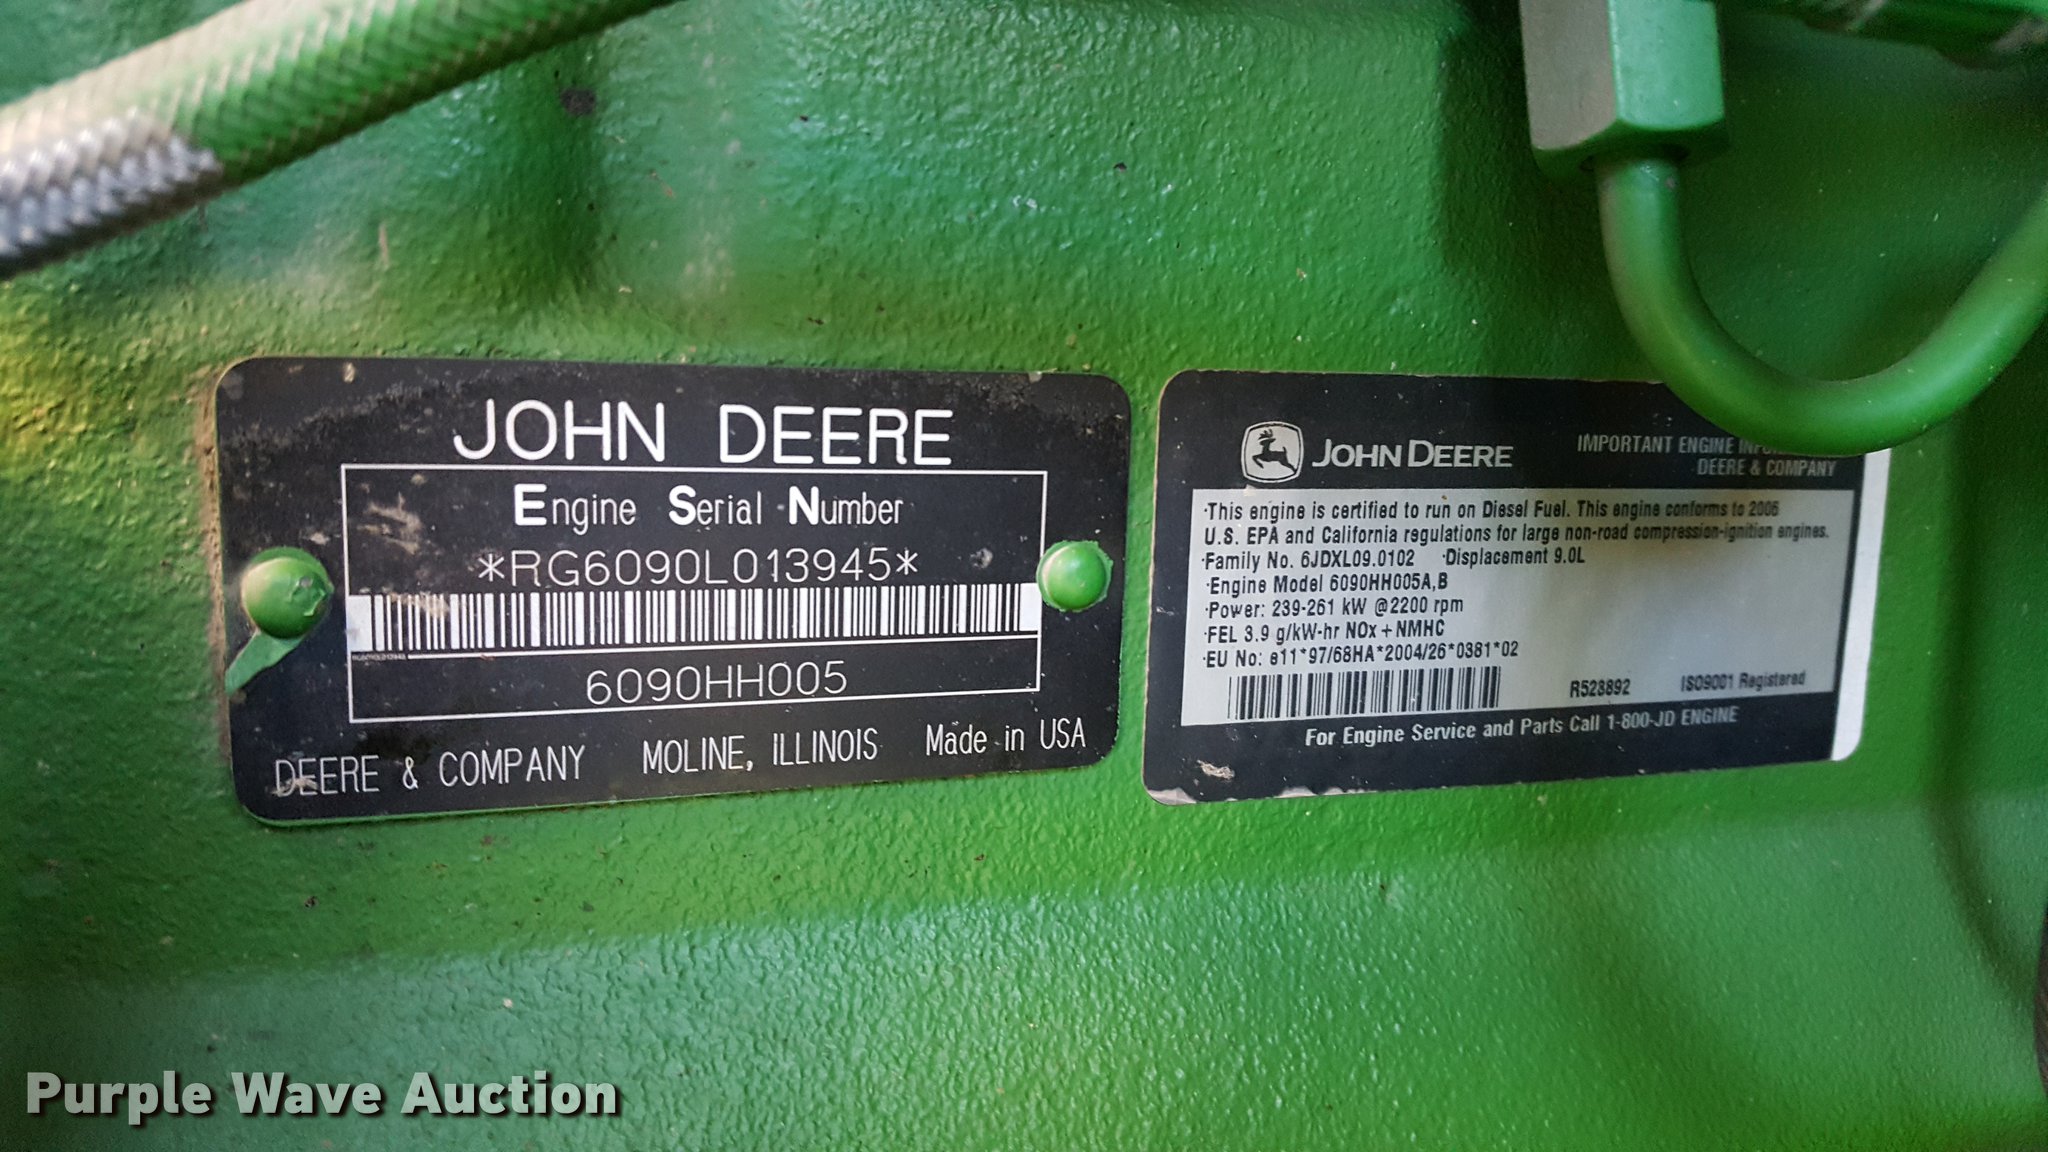 JOHN DEERE
Engine Serial Number
*RG6090L013945*
6090HH005
DEERE & COMPANY MOLINE, ILLINOIS Made in USA
JOHN DEERE
IMPORTANT ENGINE
DEERE & COMPANY
·This engine is certified to run on Diesel Fuel. This engine conforms to 2006
U.S. EPA and California regulations for large non-road compression-ignition engines.
·Family No. 6JDXL09.0102 ·Displacement 9.0L
·Engine Model 6090HH005A,B
·Power: 239-261 kW @2200 rpm
·FEL 3.9 g/kW-hr NOx + NMHC
·EU No: e11*97/68HA*2004/26*0381*02
R528892 ISO9001 Registered
For Engine Service and Parts Call 1-800-JD ENGINE
Purple Wave Auction